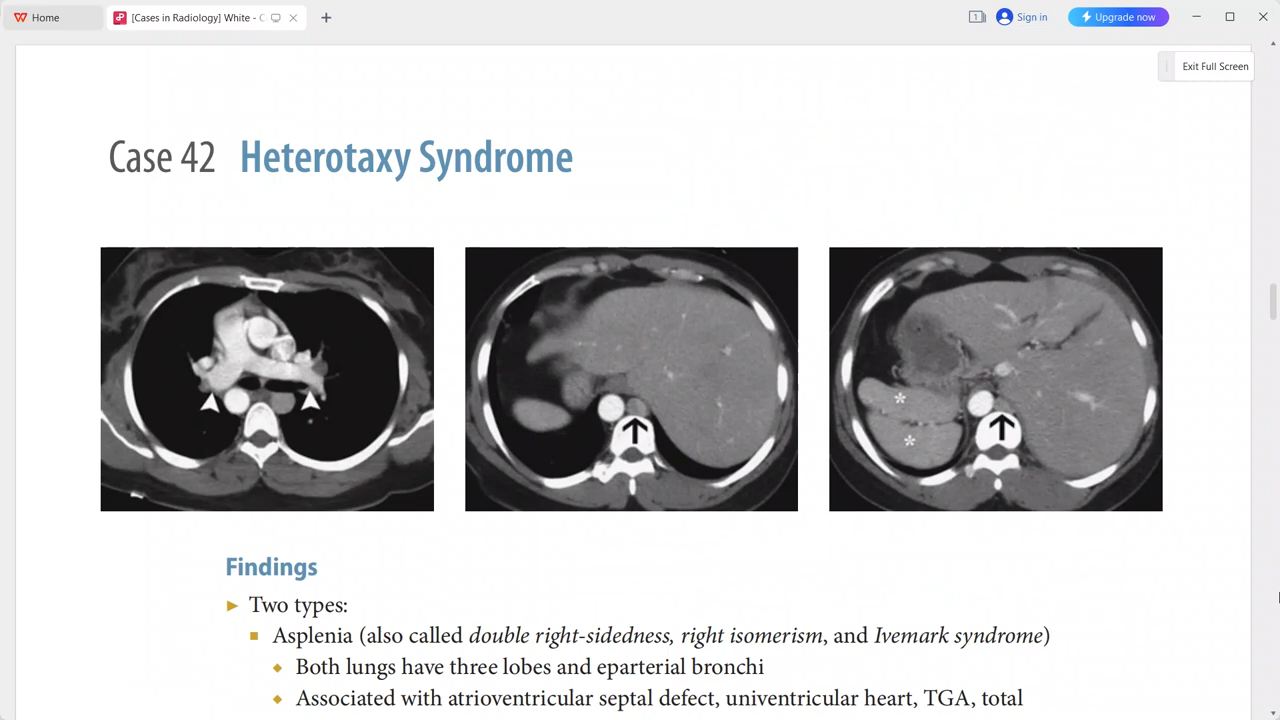 Home
[Cases in Radiology] White - C
1
Sign in
Upgrade now
Exit Full Screen
Case 42 Heterotaxy Syndrome
*
*
Findings
► Two types:
■ Asplenia (also called double right-sidedness, right isomerism, and Ivemark syndrome)
◆ Both lungs have three lobes and eparterial bronchi
◆ Associated with atrioventricular septal defect, univentricular heart, TGA, total